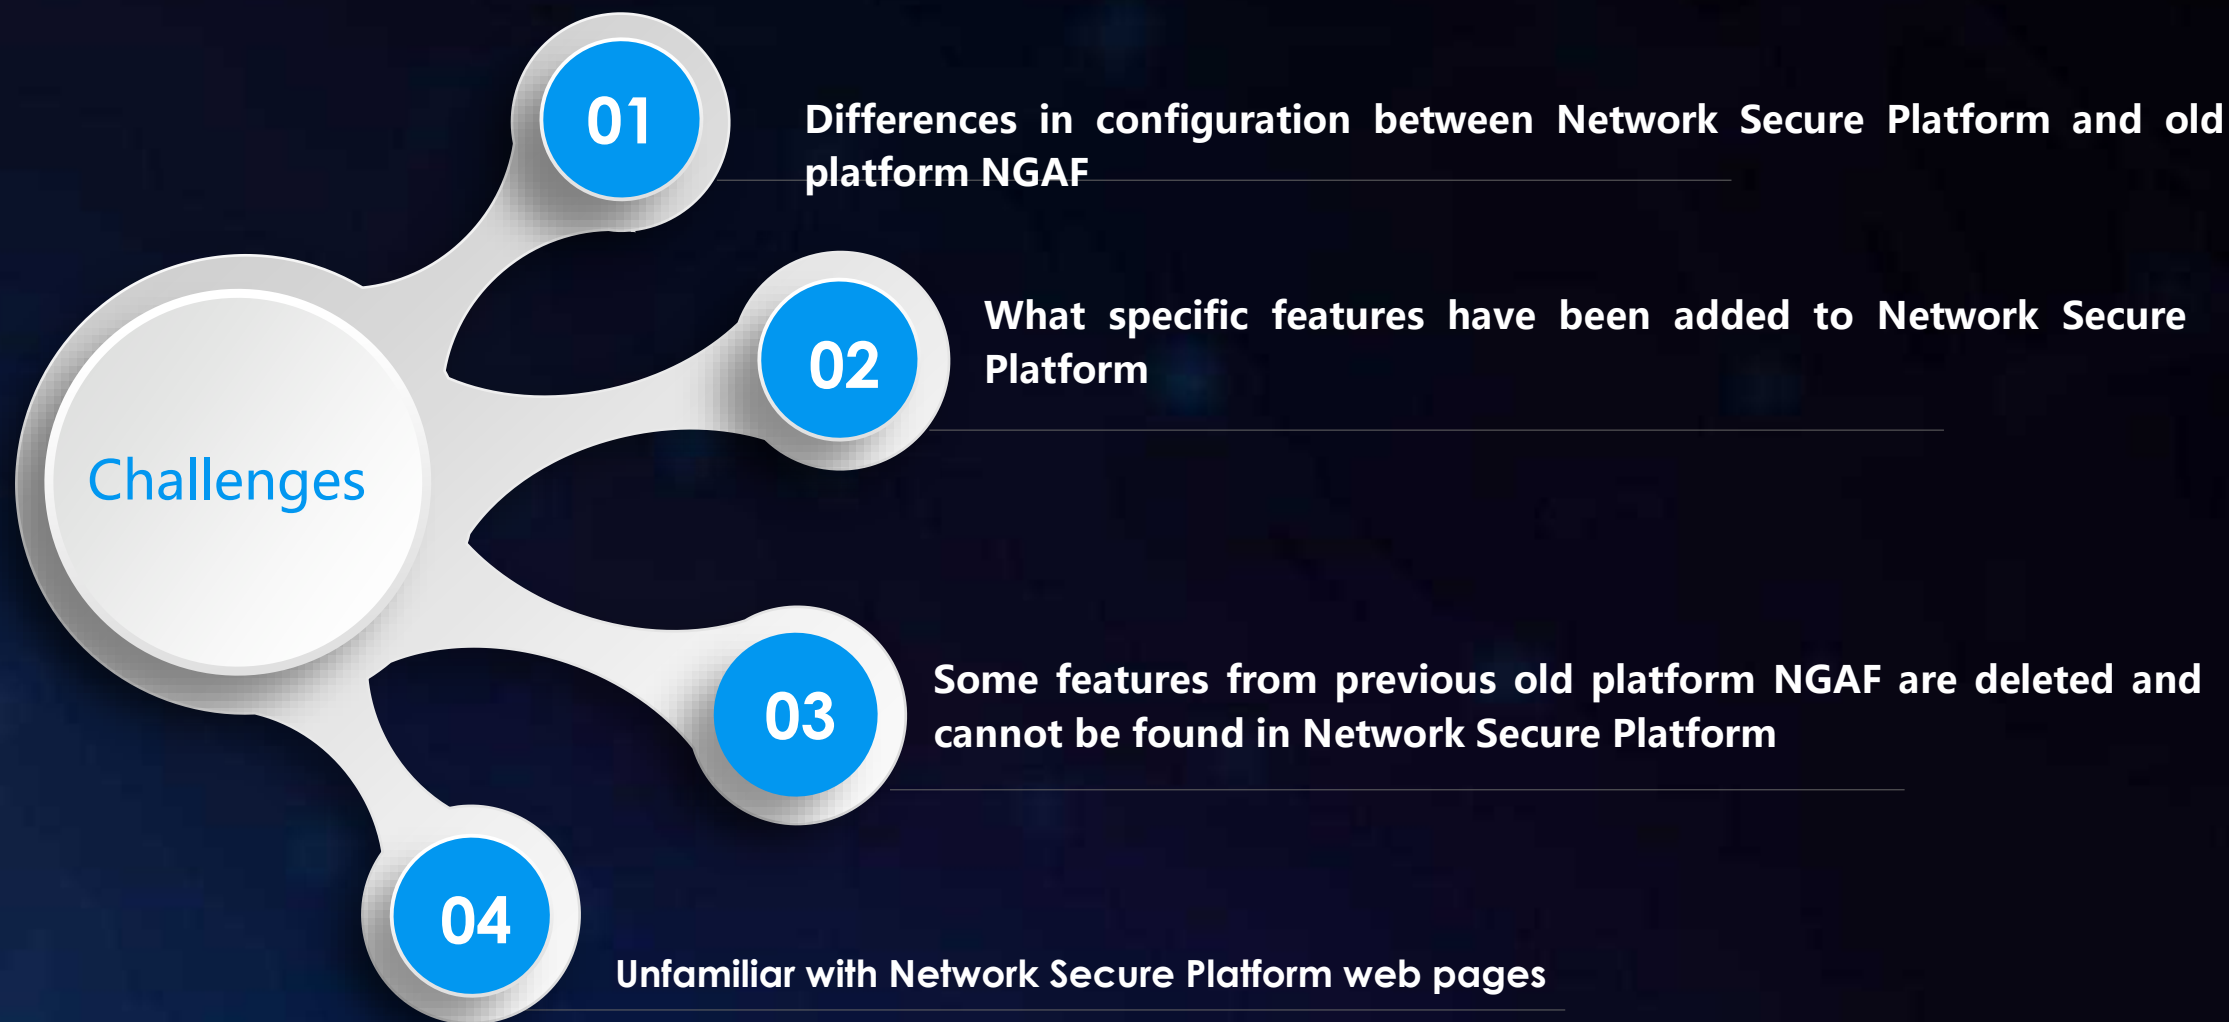 01
Differences in configuration between Network Secure Platform and old
platform NGAF
02
What specific features have been added to Network Secure
Platform
Challenges
03
Some features from previous old platform NGAF are deleted and
cannot be found in Network Secure Platform
04
Unfamiliar with Network Secure Platform web pages